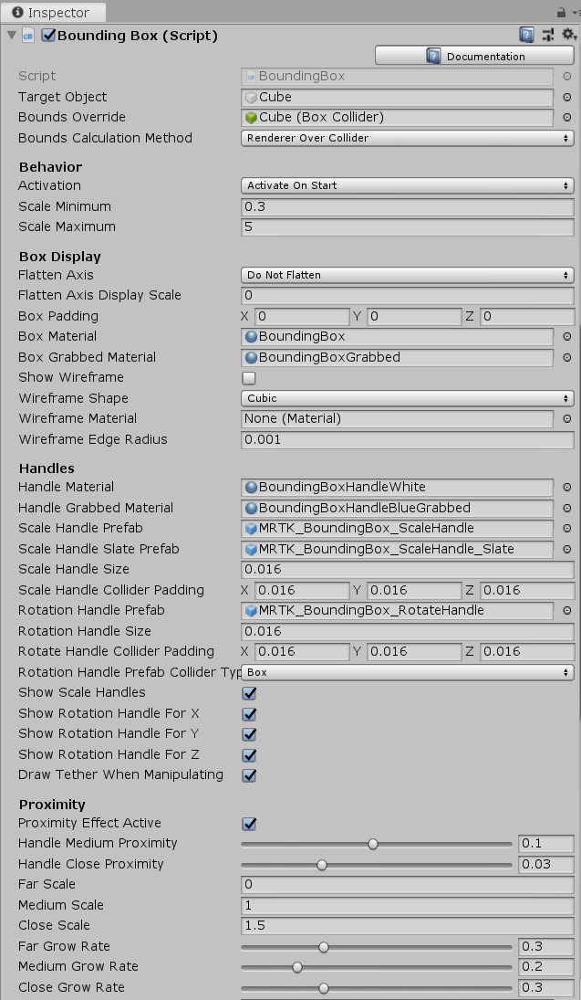 Inspector
Bounding Box (Script)
Documentation
Script BoundingBox
Target Object Cube
Bounds Override Cube (Box Collider)
Bounds Calculation Method Renderer Over Collider
Behavior
Activation Activate On Start
Scale Minimum 0.3
Scale Maximum 5
Box Display
Flatten Axis Do Not Flatten
Flatten Axis Display Scale 0
Box Padding X 0 Y 0 Z 0
Box Material BoundingBox
Box Grabbed Material BoundingBoxGrabbed
Show Wireframe
Wireframe Shape Cubic
Wireframe Material None (Material)
Wireframe Edge Radius 0.001
Handles
Handle Material BoundingBoxHandleWhite
Handle Grabbed Material BoundingBoxHandleBlueGrabbed
Scale Handle Prefab MRTK_BoundingBox_ScaleHandle
Scale Handle Slate Prefab MRTK_BoundingBox_ScaleHandle_Slate
Scale Handle Size 0.016
Scale Handle Collider Padding X 0.016 Y 0.016 Z 0.016
Rotation Handle Prefab MRTK_BoundingBox_RotateHandle
Rotation Handle Size 0.016
Rotate Handle Collider Padding X 0.016 Y 0.016 Z 0.016
Rotation Handle Prefab Collider Typ Box
Show Scale Handles
Show Rotation Handle For X
Show Rotation Handle For Y
Show Rotation Handle For Z
Draw Tether When Manipulating
Proximity
Proximity Effect Active
Handle Medium Proximity 0.1
Handle Close Proximity 0.03
Far Scale 0
Medium Scale 1
Close Scale 1.5
Far Grow Rate 0.3
Medium Grow Rate 0.2
Close Grow Rate 0.3